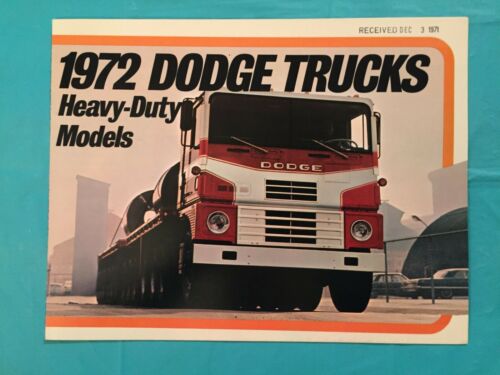 RECEIVED DEC 3 1971
1972 DODGE TRUCKS
Heavy-Duty
Models
DODGE